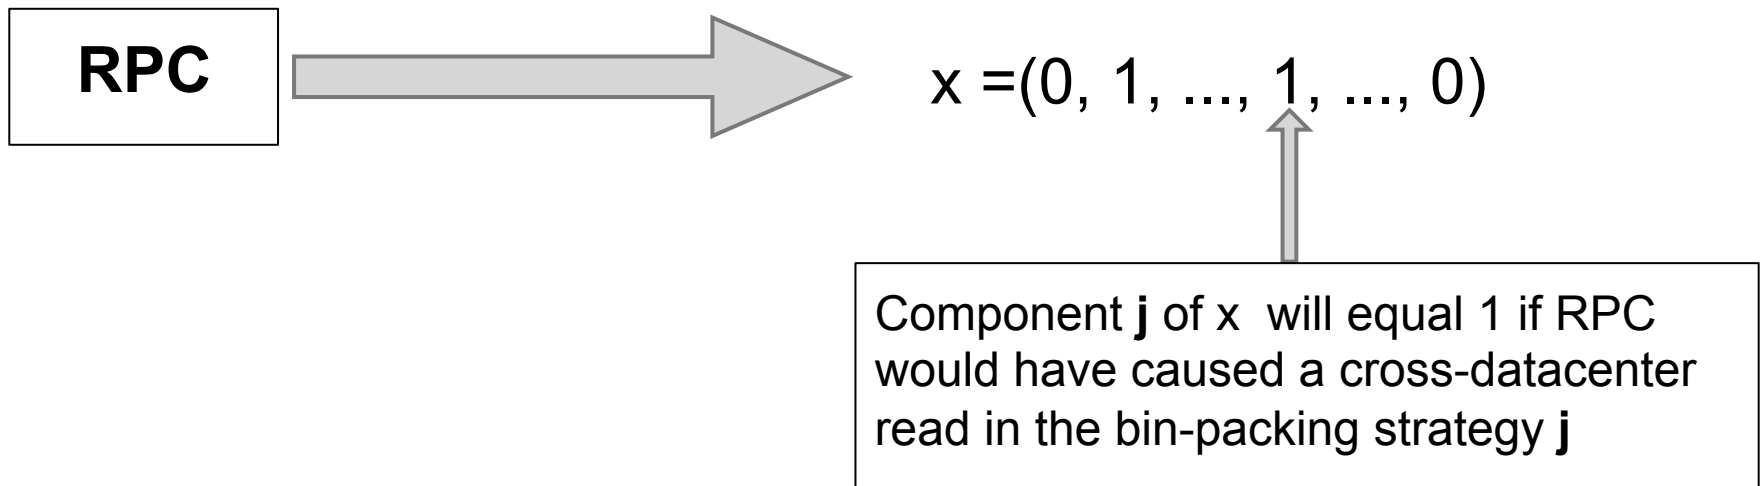 RPC
x =(0, 1, ..., 1, ..., 0)
Component j of x will equal 1 if RPC
would have caused a cross-datacenter
read in the bin-packing strategy j